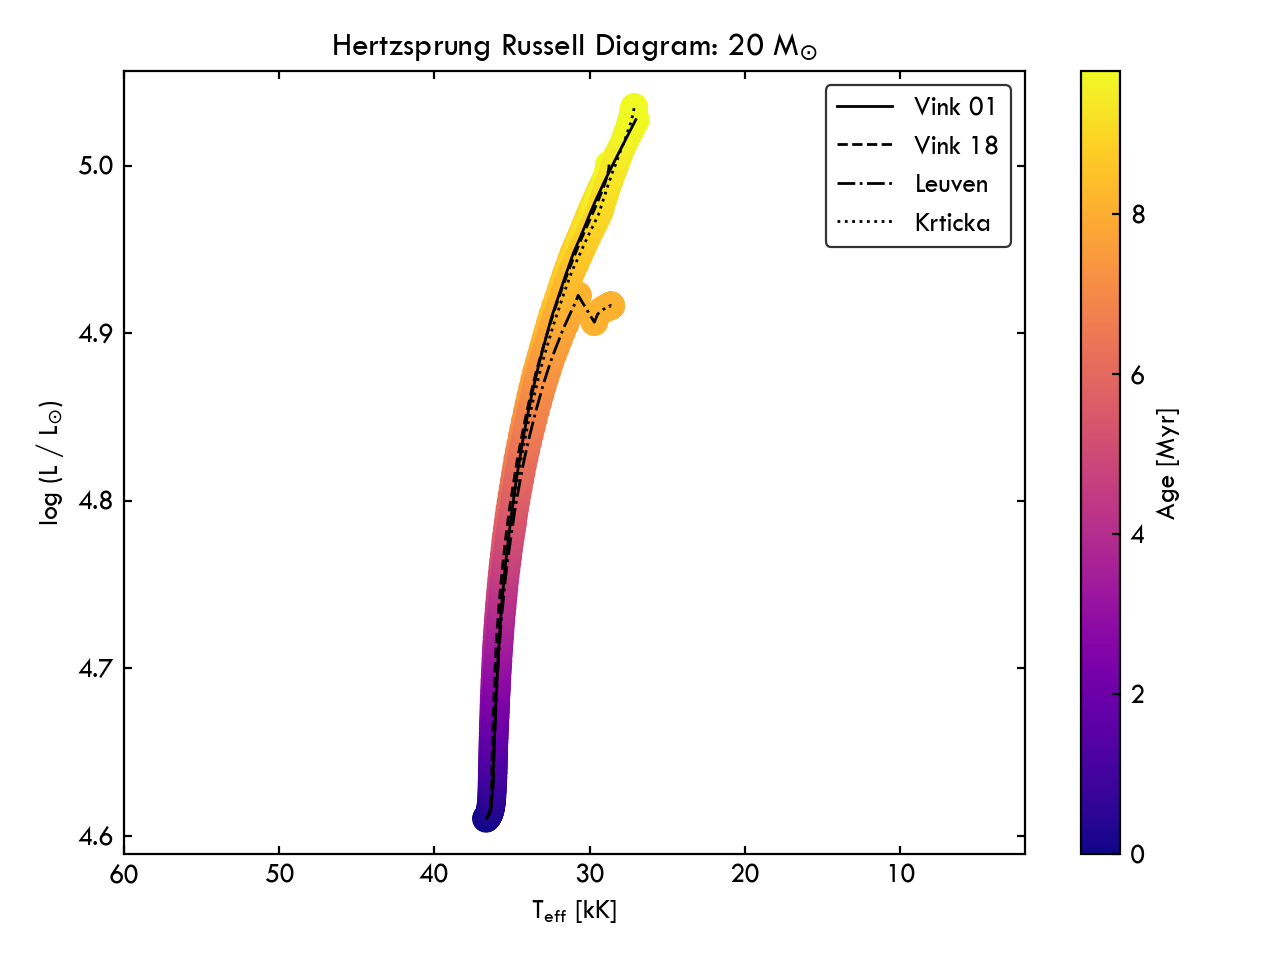 Hertzsprung Russell Diagram: 20 M☉
Vink 01
Vink 18
Leuven
Krticka
log (L / L☉)
5.0
4.9
4.8
4.7
4.6
60
50
40
30
20
10
Teff [kK]
8
6
4
2
0
Age [Myr]